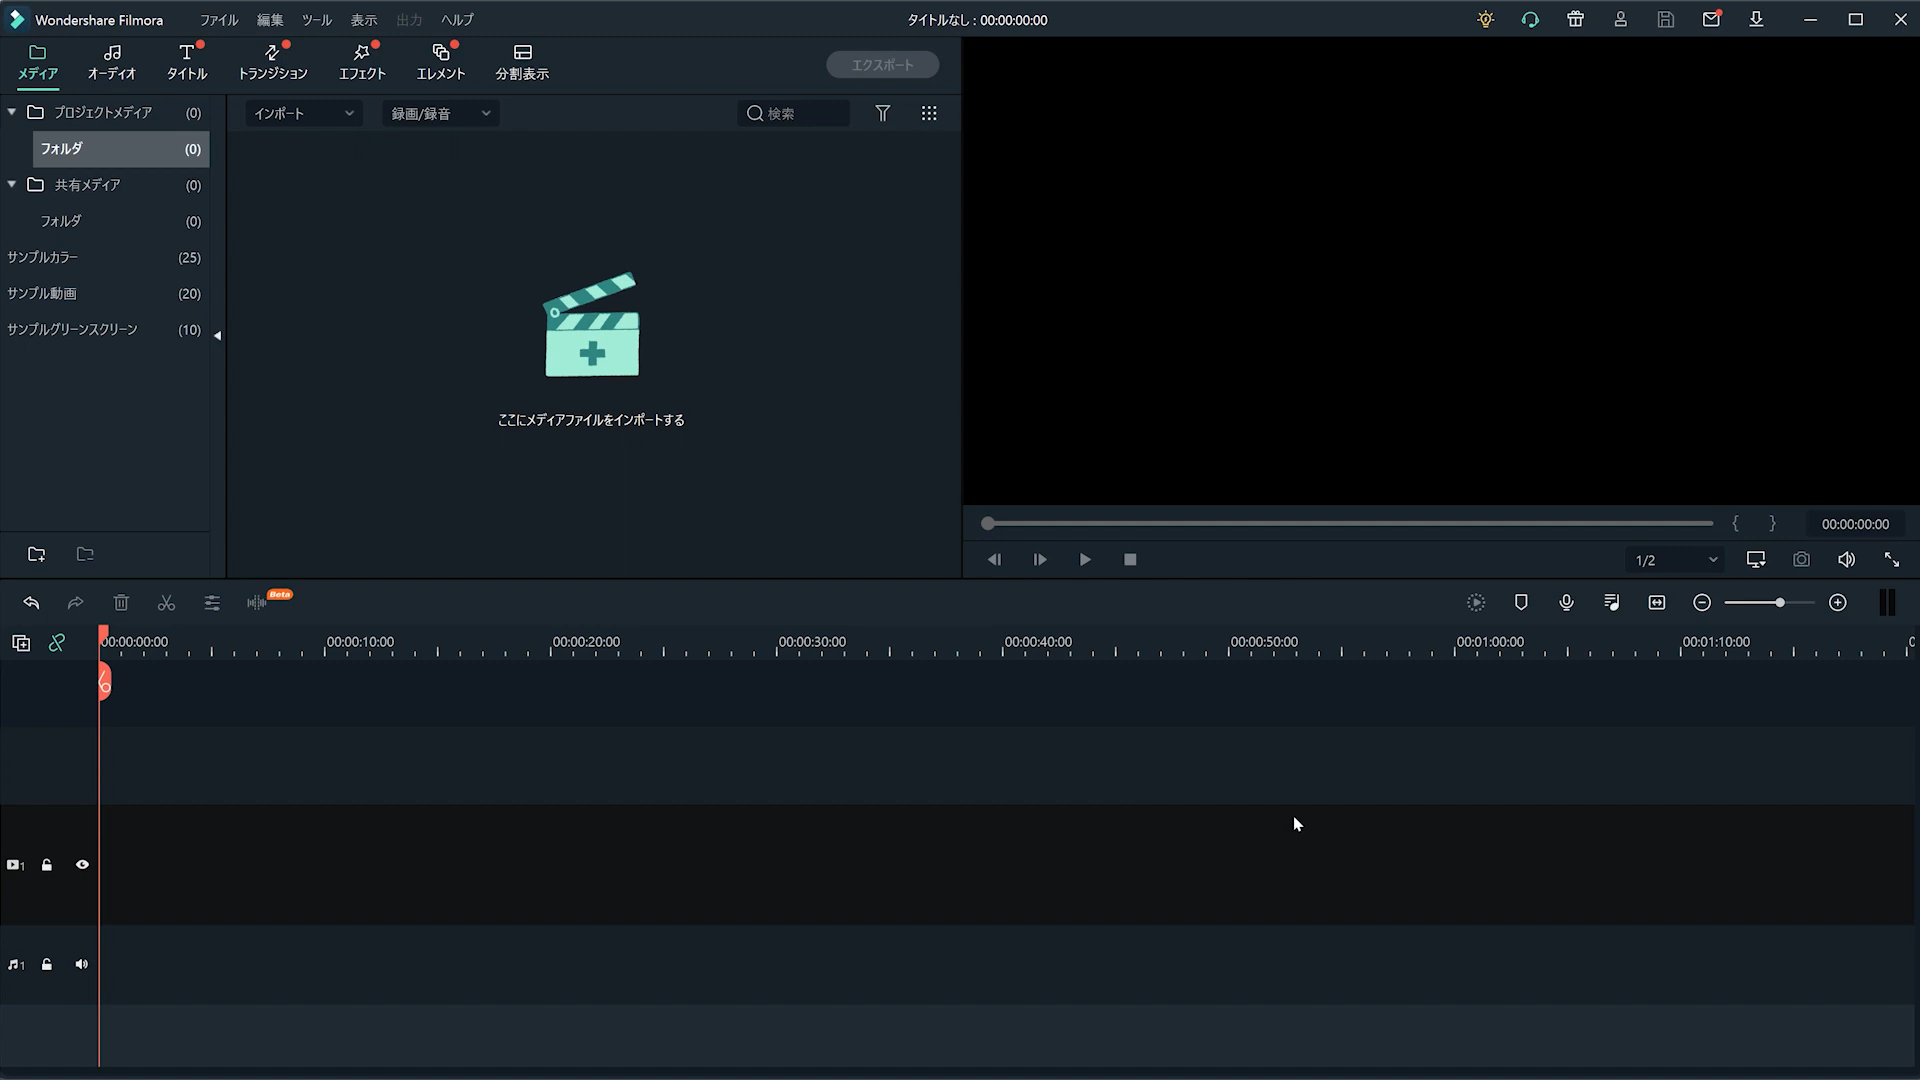 Wondershare Filmora ファイル 編集 ツール 表示 出力 ヘルプ タイトルなし : 00:00:00:00
メディア オーディオ タイトル トランジション エフェクト エレメント 分割表示 エクスポート
プロジェクトメディア (0) インポート 録画/録音 検索
フォルダ (0)
共有メディア (0)
フォルダ (0)
サンプルカラー (25)
サンプル動画 (20)
サンプルグリーンスクリーン (10)
ここにメディアファイルをインポートする
{ } 00:00:00:00
1/2
Beta
00:00:00:00 00:00:10:00 00:00:20:00 00:00:30:00 00:00:40:00 00:00:50:00 00:01:00:00 00:01:10:00
1
1